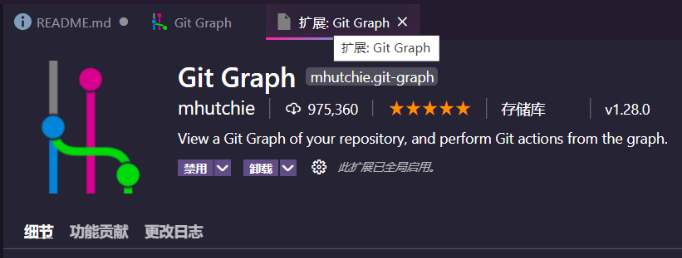 README.md
Git Graph
扩展: Git Graph
扩展: Git Graph
Git Graph mhutchie.git-graph
mhutchie 975,360 存储库 v1.28.0
View a Git Graph of your repository, and perform Git actions from the graph.
禁用 卸载 此扩展已全局启用。
细节 功能贡献 更改日志